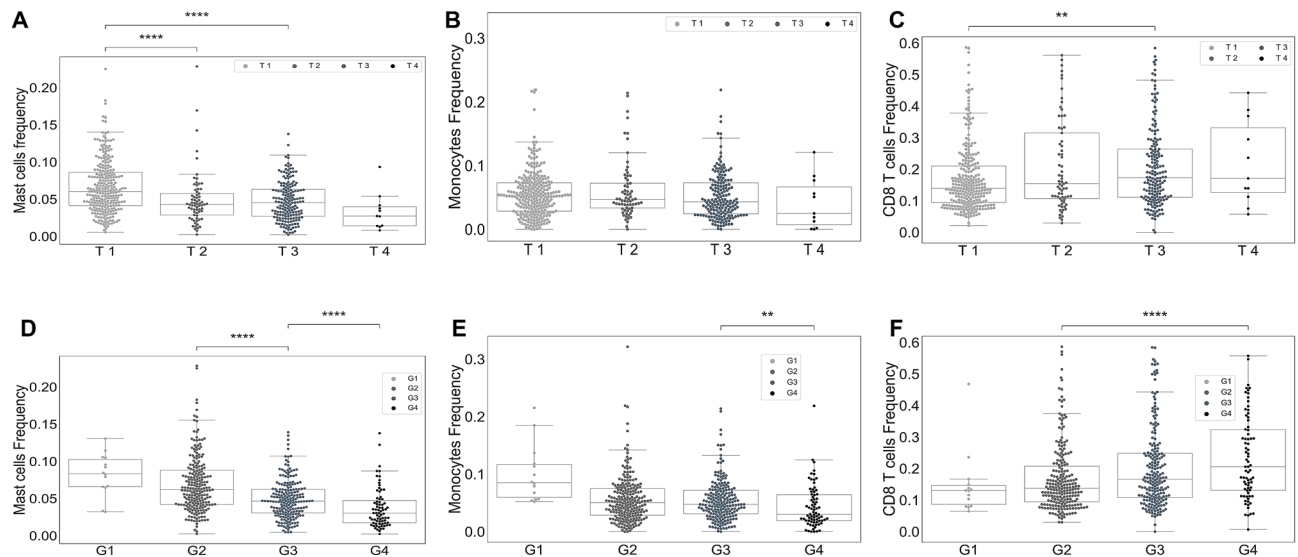 A
****
****
T 1 T 2 T 3 T 4
Mast cells frequency
0.20
0.15
0.10
0.05
0.00
T 1 T 2 T 3 T 4
B
T 1 T 2 T 3 T 4
Monocytes Frequency
0.3
0.2
0.1
0.0
T 1 T 2 T 3 T 4
C
**
T 1 T 3
T 2 T 4
CD8 T cells Frequency
0.6
0.5
0.4
0.3
0.2
0.1
0.0
T 1 T 2 T 3 T 4
D
****
****
G1
G2
G3
G4
Mast cells Frequency
0.20
0.15
0.10
0.05
0.00
G1 G2 G3 G4
E
**
G1
G2
G3
G4
Monocytes Frequency
0.3
0.2
0.1
0.0
G1 G2 G3 G4
F
****
G1
G2
G3
G4
CD8 T cells Frequency
0.6
0.5
0.4
0.3
0.2
0.1
0.0
G1 G2 G3 G4